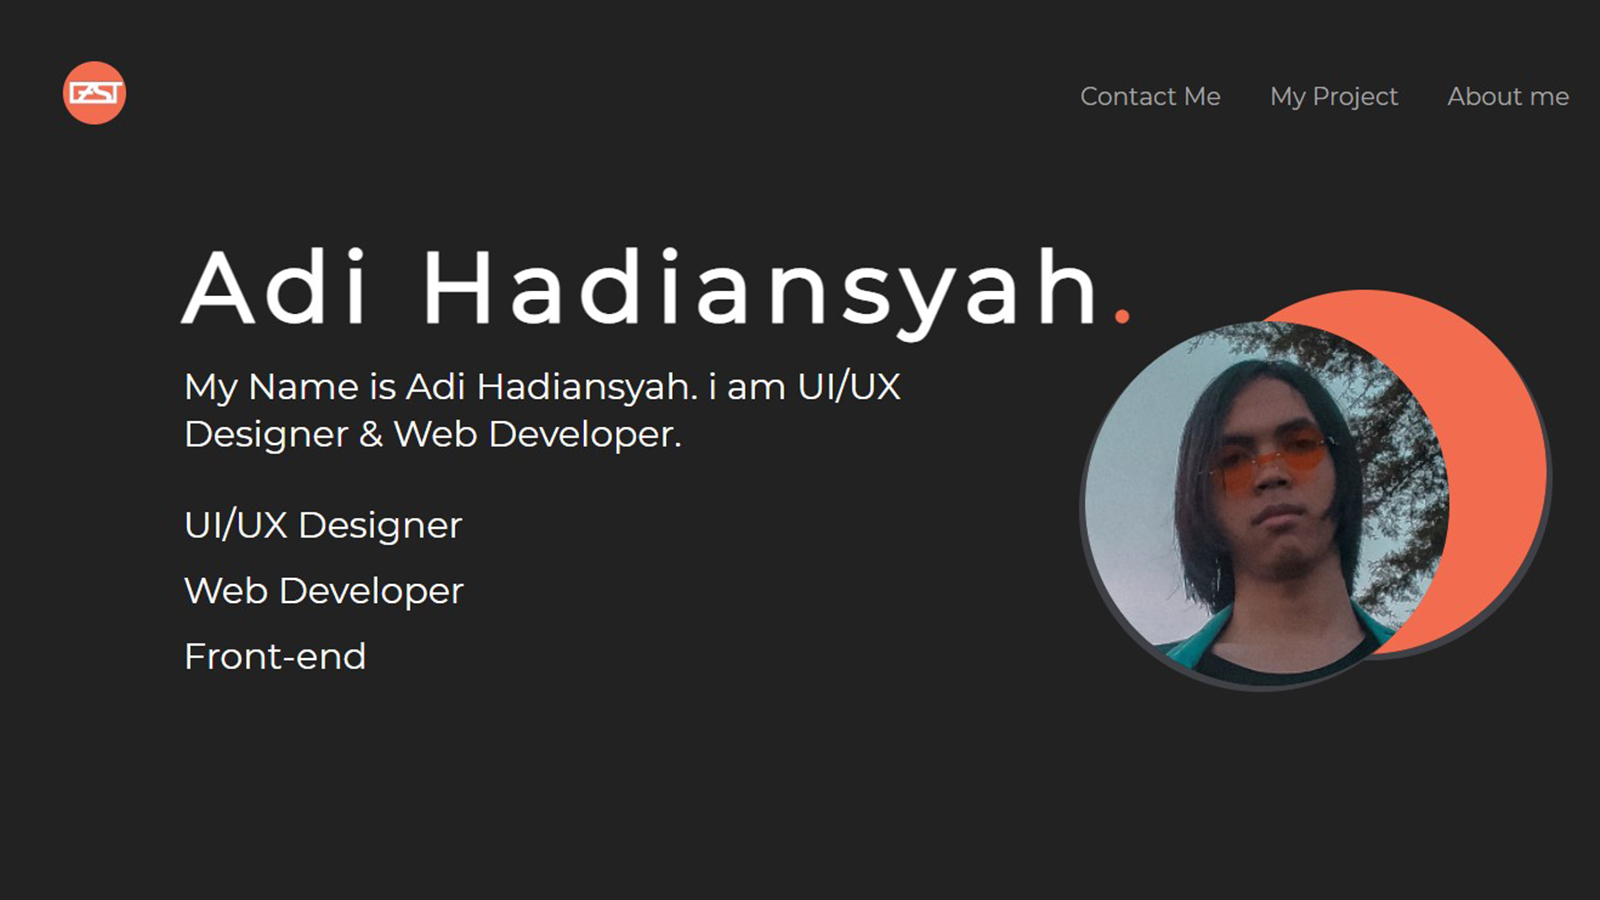 Contact Me My Project About me
Adi Hadiansyah.
My Name is Adi Hadiansyah. i am UI/UX
Designer & Web Developer.
UI/UX Designer
Web Developer
Front-end